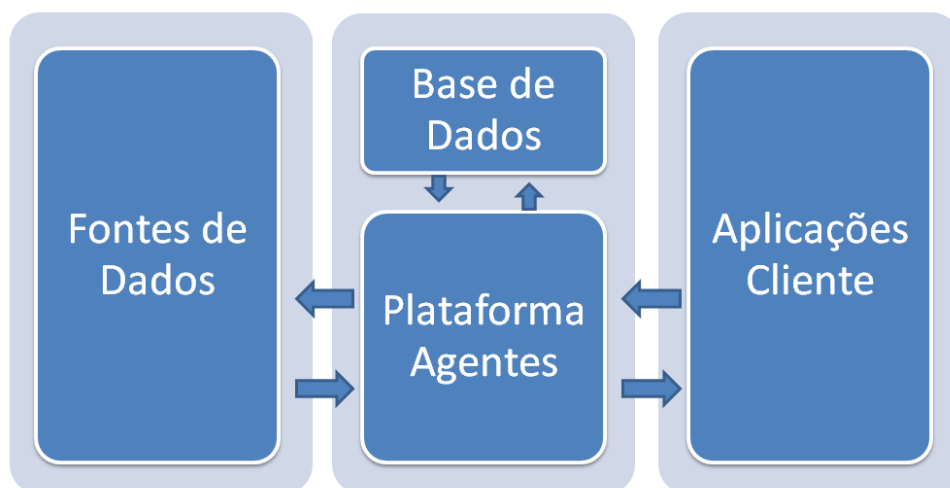 Fontes de
Dados
Base de
Dados
Plataforma
Agentes
Aplicações
Cliente